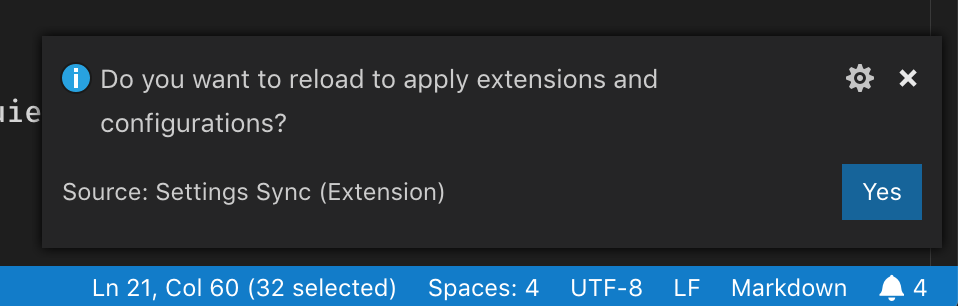 Do you want to reload to apply extensions and
uie
configurations?
Source: Settings Sync (Extension)
Yes
Ln 21, Col 60 (32 selected) Spaces: 4 UTF-8 LF Markdown 4